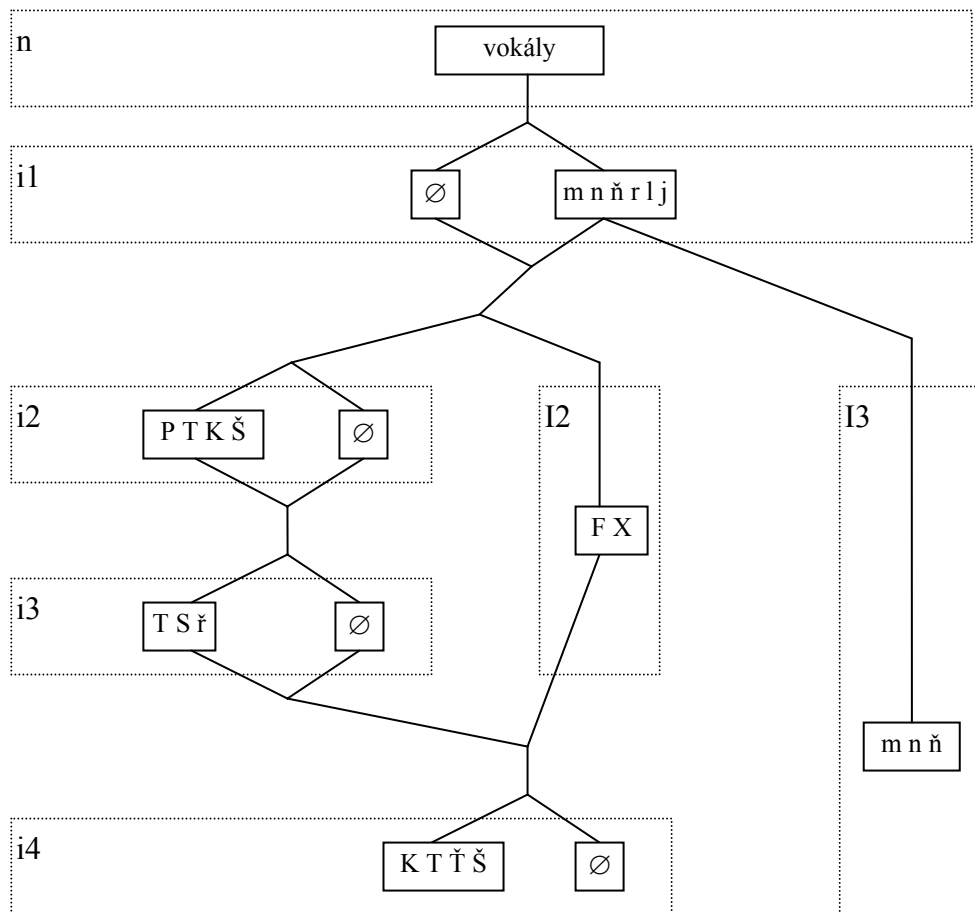 n
vokály
i1
∅
m n ň r l j
i2
P T K Š
∅
I2
I3
F X
i3
T S ř
∅
m n ň
i4
K T Ť Š
∅